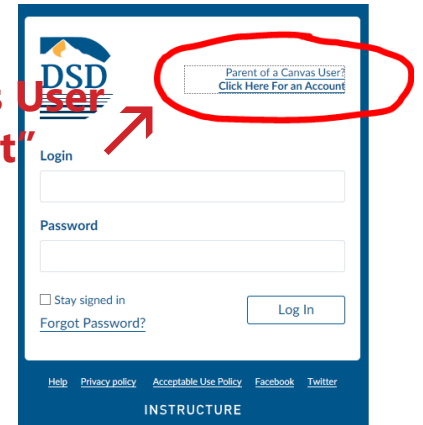 DSD
Parent of a Canvas User?
Click Here For an Account
s User
t"
Login
Password
Stay signed in
Log In
Forgot Password?
Help Privacy policy Acceptable Use Policy Facebook Twitter
INSTRUCTURE